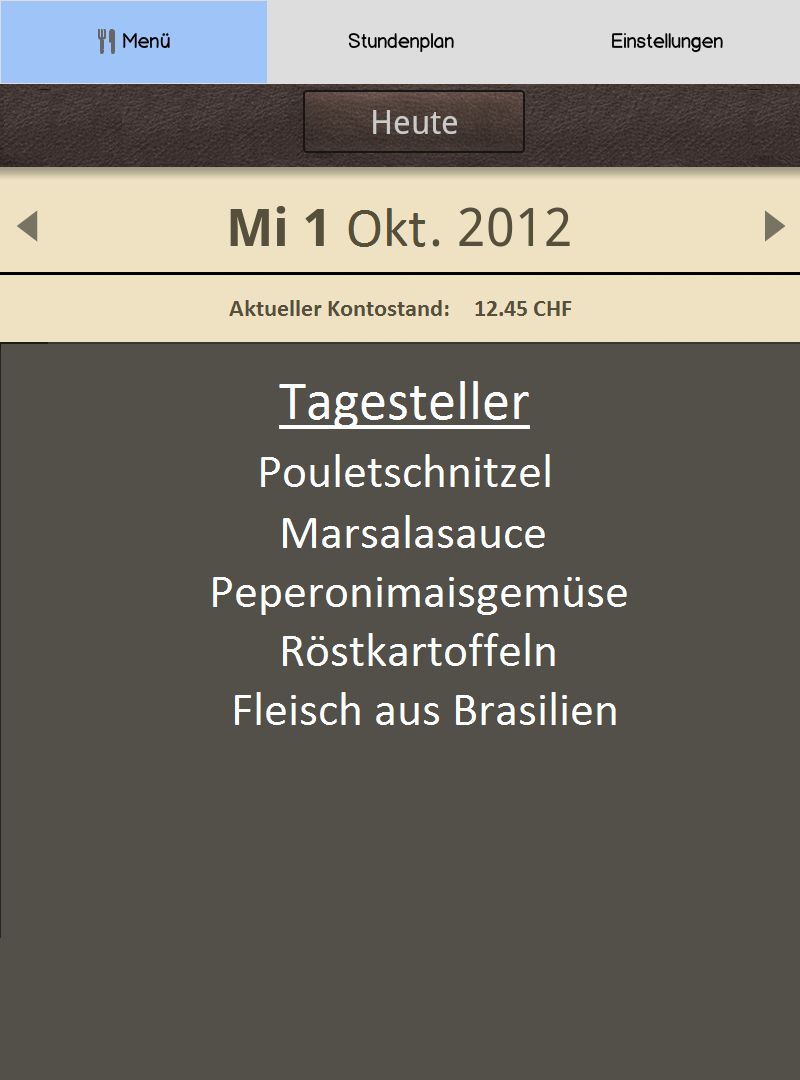 Menü Stundenplan Einstellungen
Heute
Mi 1 Okt. 2012
Aktueller Kontostand: 12.45 CHF
Tagesteller
Pouletschnitzel
Marsalasauce
Peperonimaisgemüse
Röstkartoffeln
Fleisch aus Brasilien